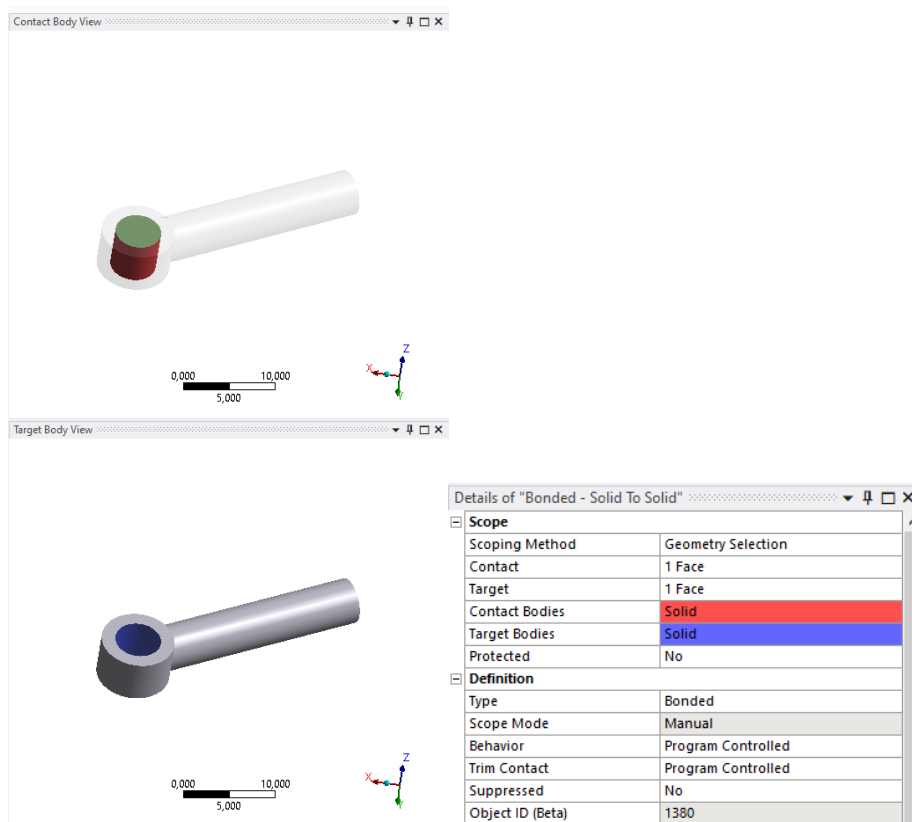 Contact Body View
X
Z
Y
0,000 10,000
5,000
Target Body View
X
Z
Y
0,000 10,000
5,000
Details of "Bonded - Solid To Solid"
Scope
Scoping Method Geometry Selection
Contact 1 Face
Target 1 Face
Contact Bodies Solid
Target Bodies Solid
Protected No
Definition
Type Bonded
Scope Mode Manual
Behavior Program Controlled
Trim Contact Program Controlled
Suppressed No
Object ID (Beta) 1380